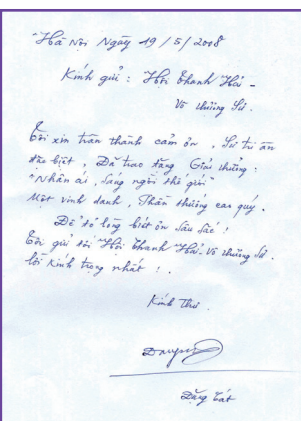 "Hà Nội Ngày 19/5/2008
Kính gửi: Hội Thanh Hải -
Vô thường Sư.
Tôi xin trân thành cảm ơn, Sự tri ân
đặc biệt, Đã trao tặng Giải thưởng:
"Nhân ái, Sáng ngời thế giới"
Một vinh danh, Phần thưởng cao quý.
Để tỏ lòng biết ơn sâu sắc!
Tôi gửi tới "Hội Thanh Hải - Vô thường Sư.
lời kính trọng nhất!.
Kính Thư
Đặng Tất